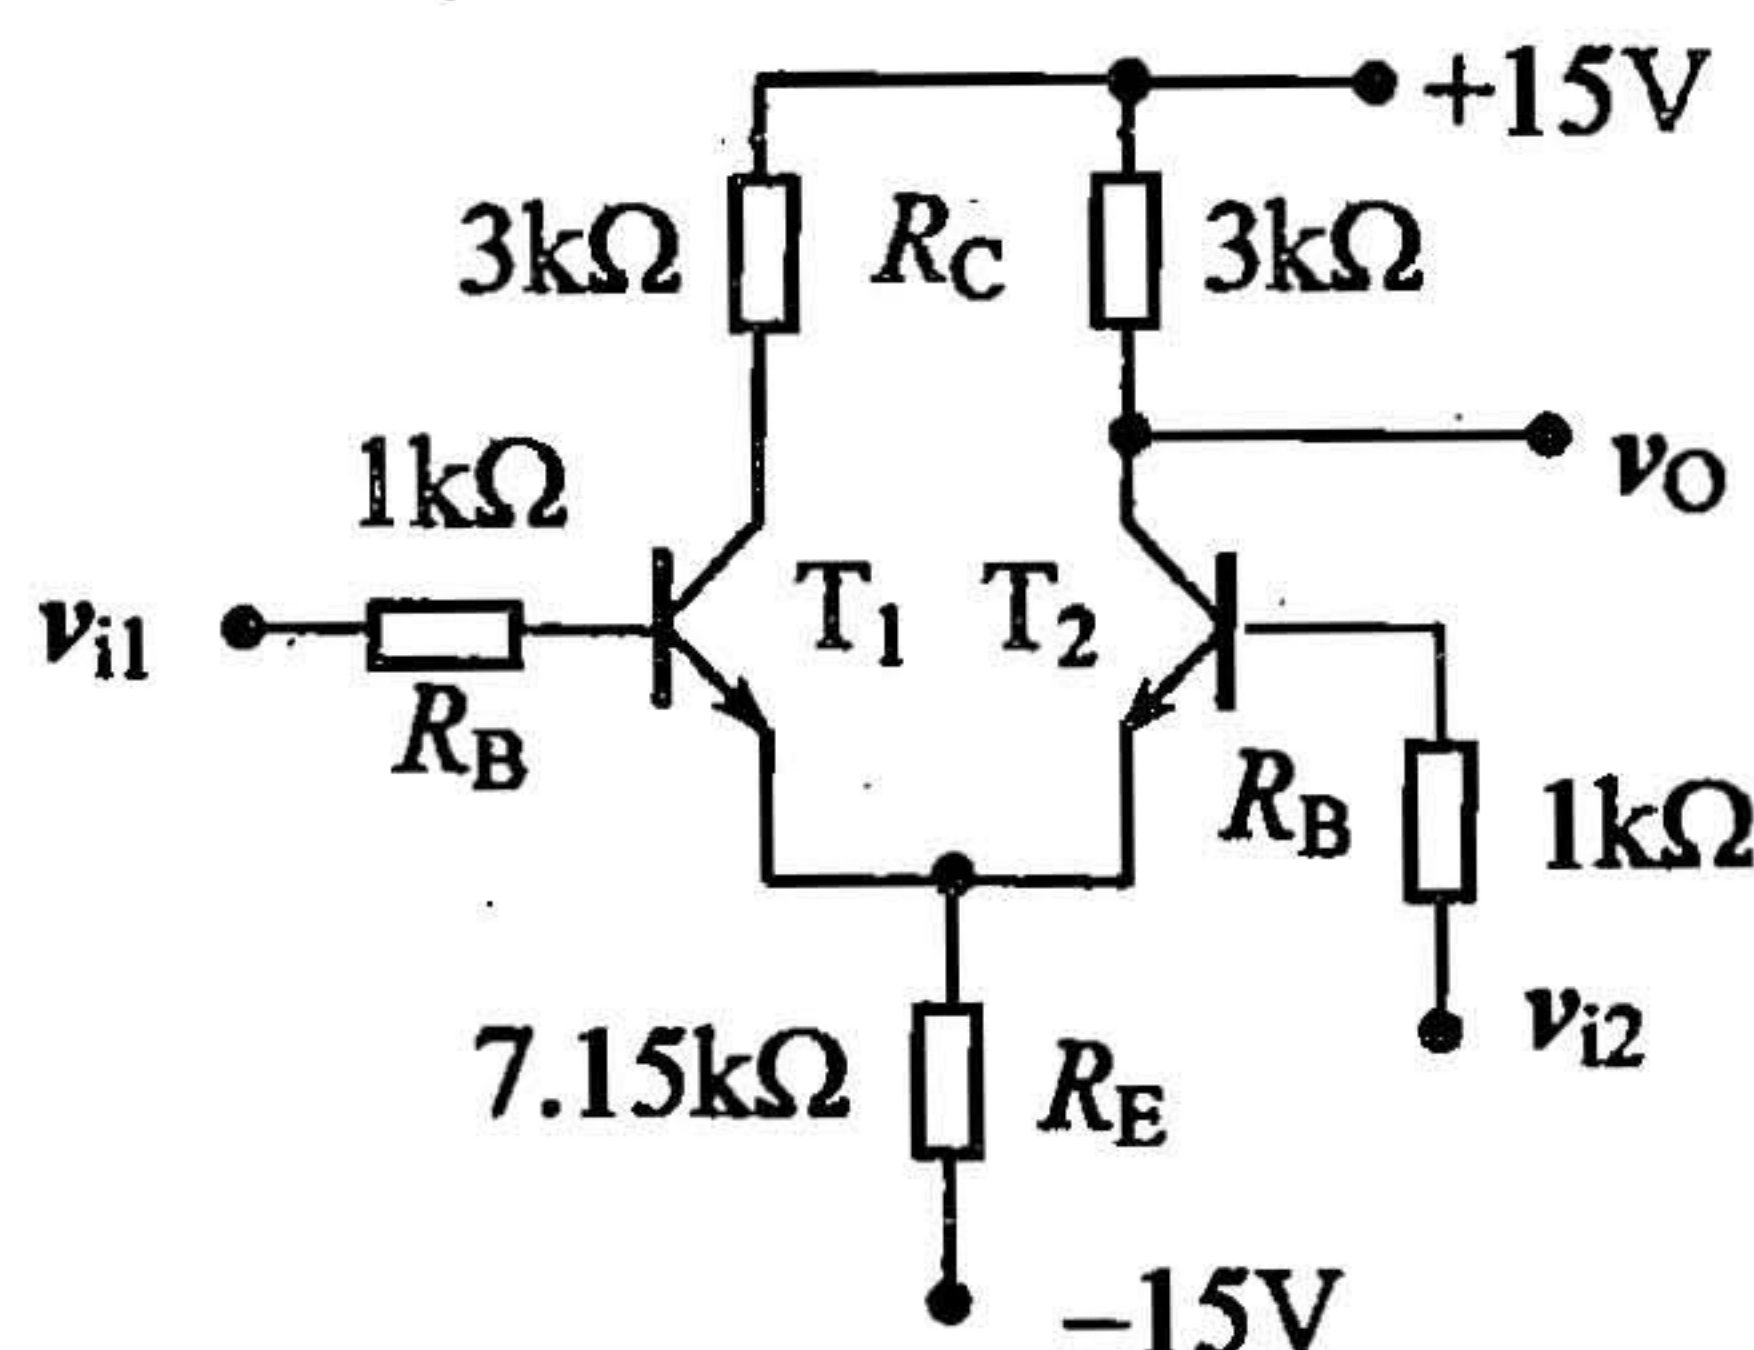 +15V
3kΩ
R_C
3kΩ
v_O
1kΩ
T_1
T_2
v_i1
R_B
R_B
1kΩ
v_i2
7.15kΩ
R_E
−15V